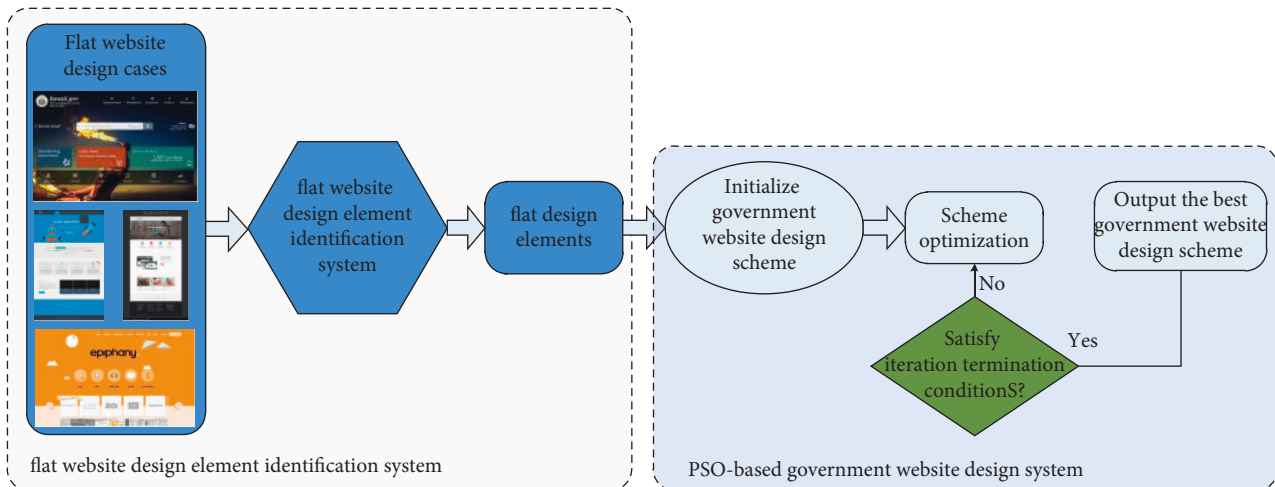 Flat website
design cases
hawaii.gov
epiphany
flat website
design element
identification
system
flat design
elements
Initialize
government
website design
scheme
Scheme
optimization
Output the best
government website
design scheme
No
Satisfy
iteration termination
conditionS?
Yes
flat website design element identification system
PSO-based government website design system